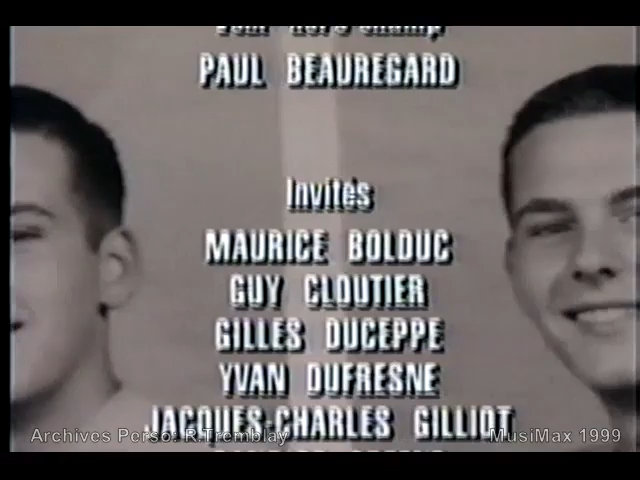 PAUL BEAUREGARD
Invités
MAURICE BOLDUC
GUY CLOUTIER
GILLES DUCEPPE
YVAN DUFRESNE
JACQUES-CHARLES GILLIOT
Archives Perso: R.Tremblay
MusiMax 1999